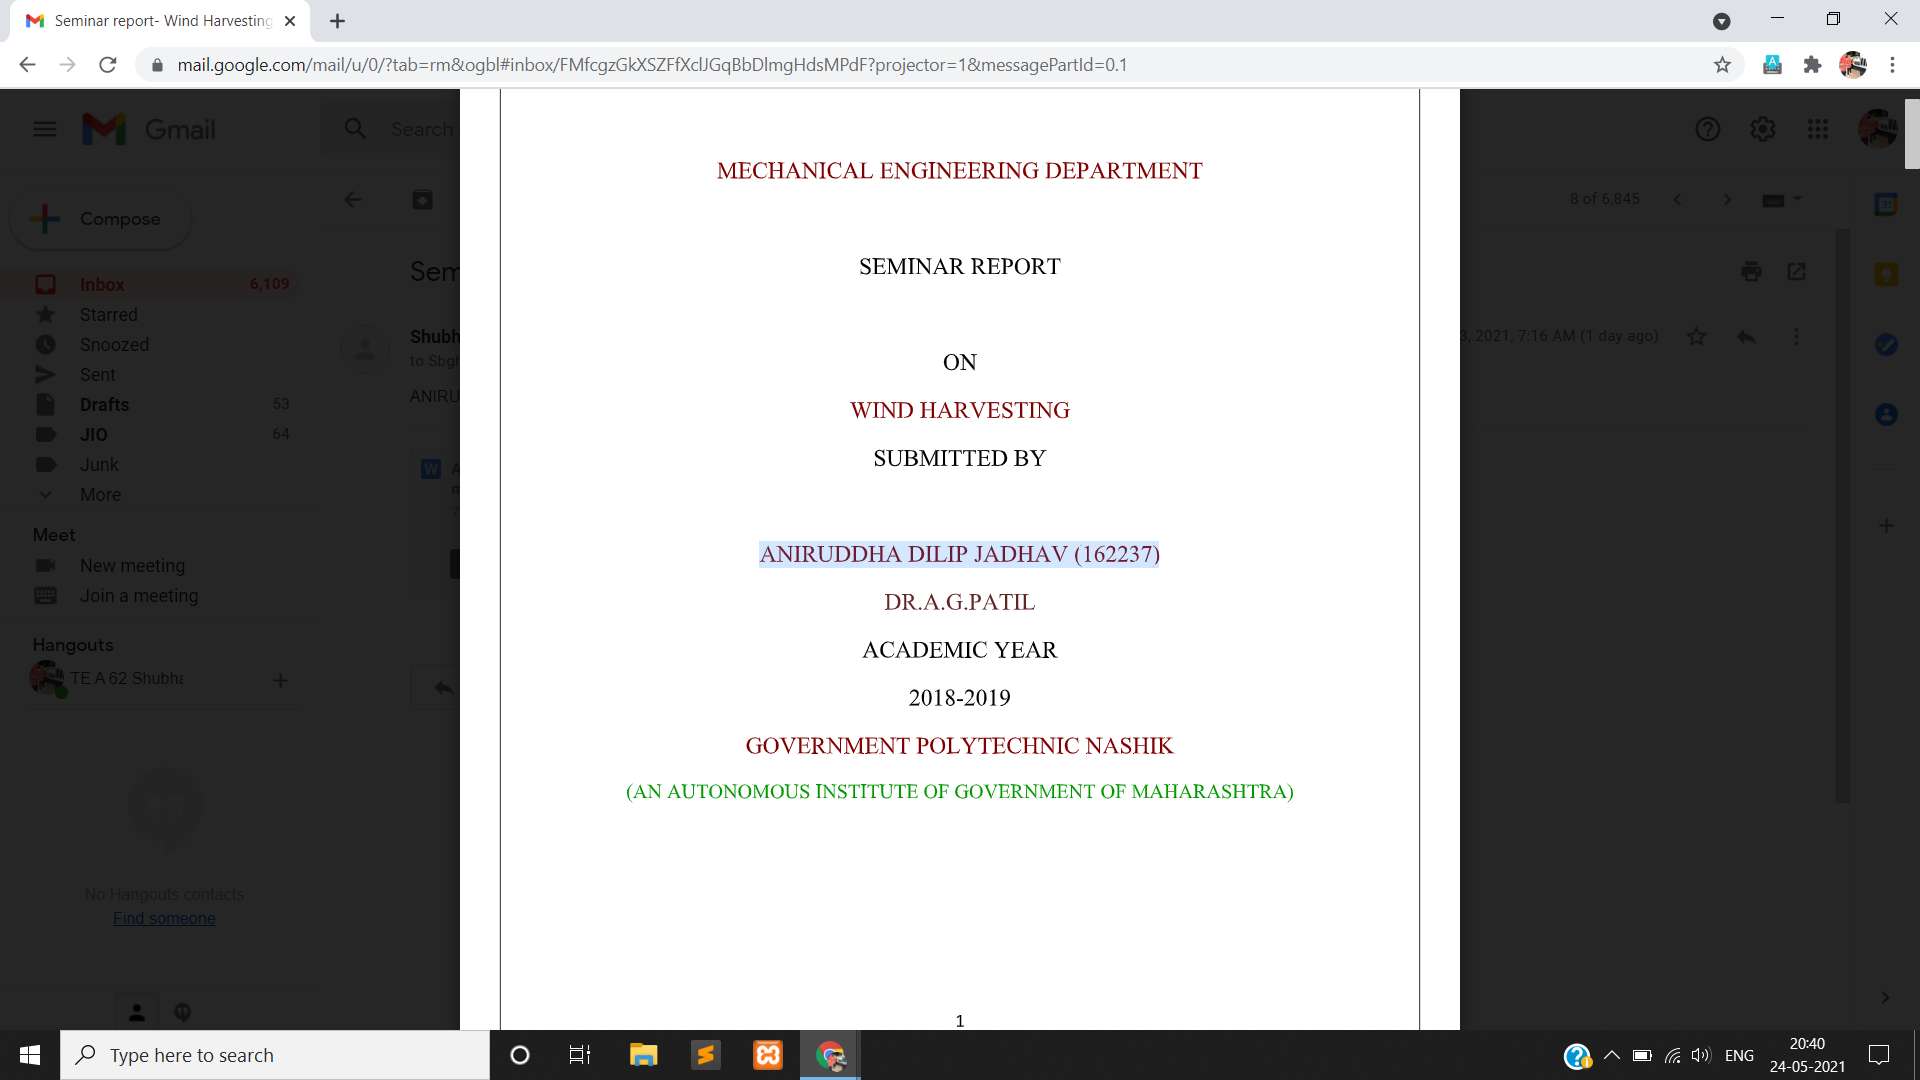 Seminar report- Wind Harvesting
mail.google.com/mail/u/0/?tab=rm&ogbl#inbox/FMfcgzGkXSZFfXclJGqBbDlmgHdsMPdF?projector=1&messagePartId=0.1
Gmail
Search
Compose
8 of 6,845
Inbox 6,109
Starred
Snoozed
Sent
Drafts 53
JIO 64
Junk
More
Meet
New meeting
Join a meeting
Hangouts
TE A 62 Shubha
No Hangouts contacts
Find someone
Sem
Shubh
to Sbgh
ANIRU
3, 2021, 7:16 AM (1 day ago)
W
MECHANICAL ENGINEERING DEPARTMENT
SEMINAR REPORT
ON
WIND HARVESTING
SUBMITTED BY
ANIRUDDHA DILIP JADHAV (162237)
DR.A.G.PATIL
ACADEMIC YEAR
2018-2019
GOVERNMENT POLYTECHNIC NASHIK
(AN AUTONOMOUS INSTITUTE OF GOVERNMENT OF MAHARASHTRA)
1
Type here to search
ENG
20:40
24-05-2021